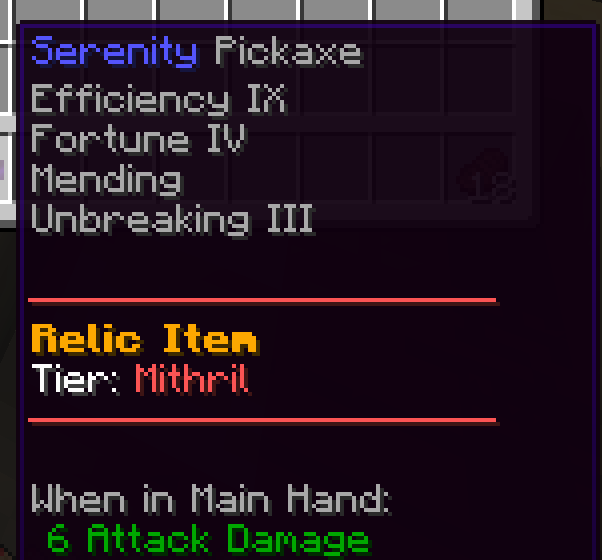 Serenity Pickaxe
Efficiency IX
Fortune IV
Mending
Unbreaking III
18
Relic Item
Tier: Mithril
When in Main Hand:
6 Attack Damage